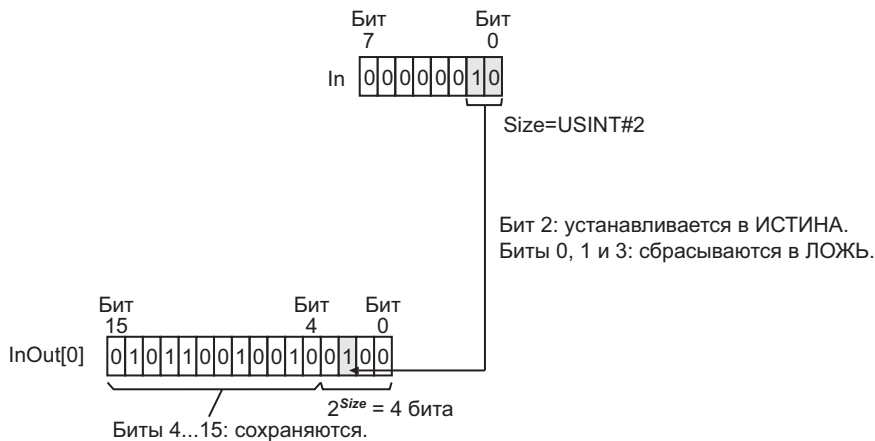 Бит Бит
7 0
In 0 0 0 0 0 0 1 0
Size=USINT#2
Бит 2: устанавливается в ИСТИНА.
Биты 0, 1 и 3: сбрасываются в ЛОЖЬ.
Бит Бит Бит
15 4 0
InOut[0] 0 1 0 1 1 0 0 1 0 0 1 0 0 1 0 0
2^Size = 4 бита
Биты 4...15: сохраняются.